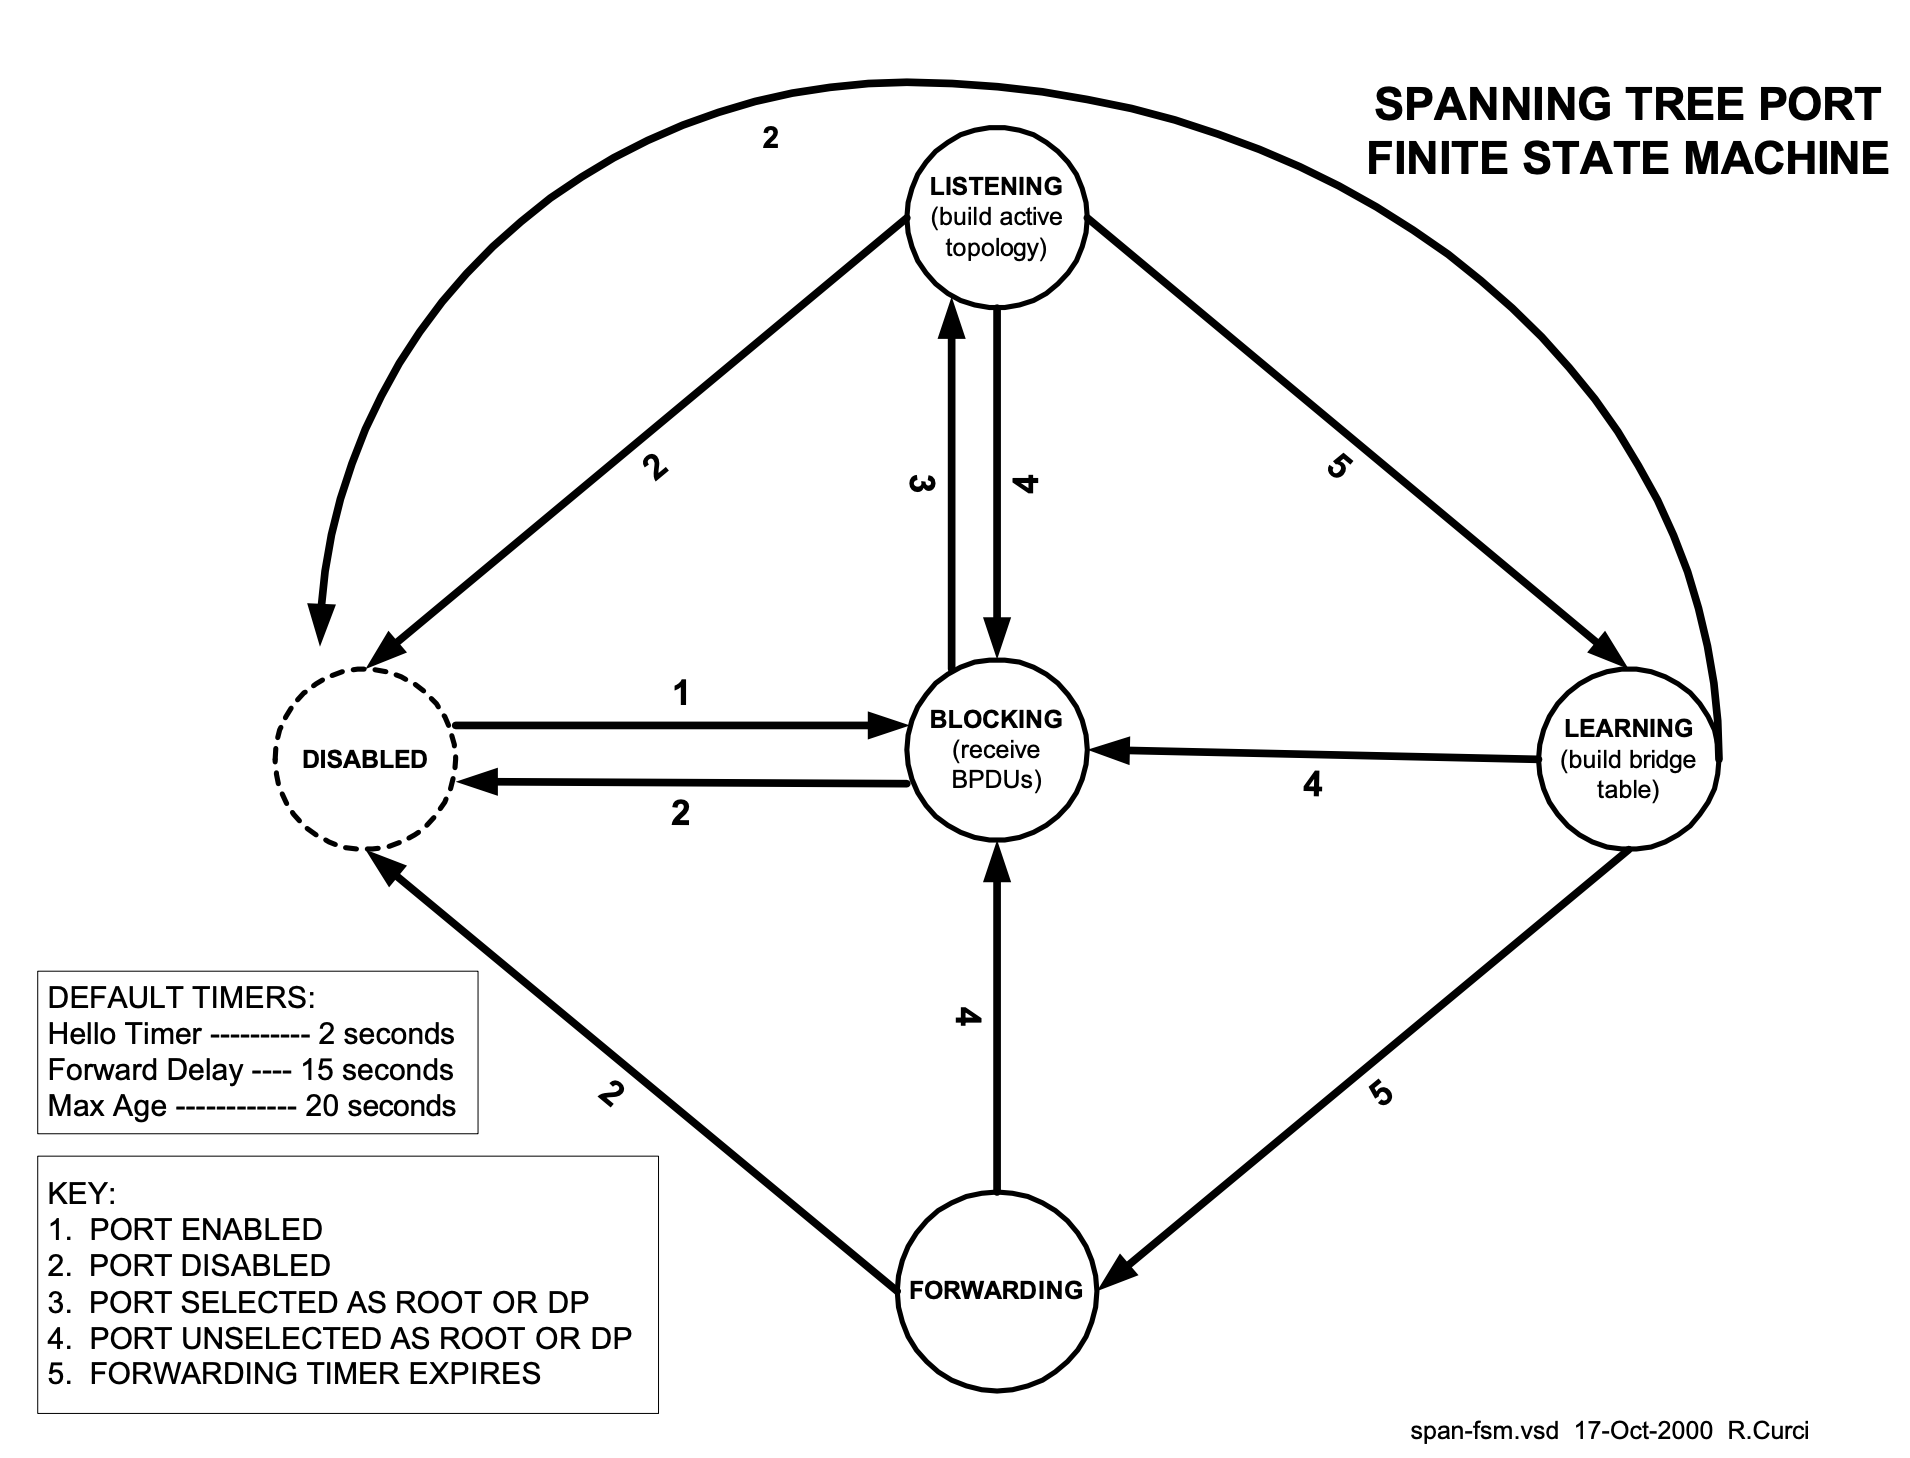 SPANNING TREE PORT
FINITE STATE MACHINE
2
LISTENING
(build active
topology)
2
3
4
5
1
DISABLED
BLOCKING
(receive
BPDUs)
2
4
LEARNING
(build bridge
table)
DEFAULT TIMERS:
Hello Timer ---------- 2 seconds
Forward Delay ---- 15 seconds
Max Age ------------ 20 seconds
2
4
5
KEY:
1. PORT ENABLED
2. PORT DISABLED
3. PORT SELECTED AS ROOT OR DP
4. PORT UNSELECTED AS ROOT OR DP
5. FORWARDING TIMER EXPIRES
FORWARDING
span-fsm.vsd 17-Oct-2000 R.Curci